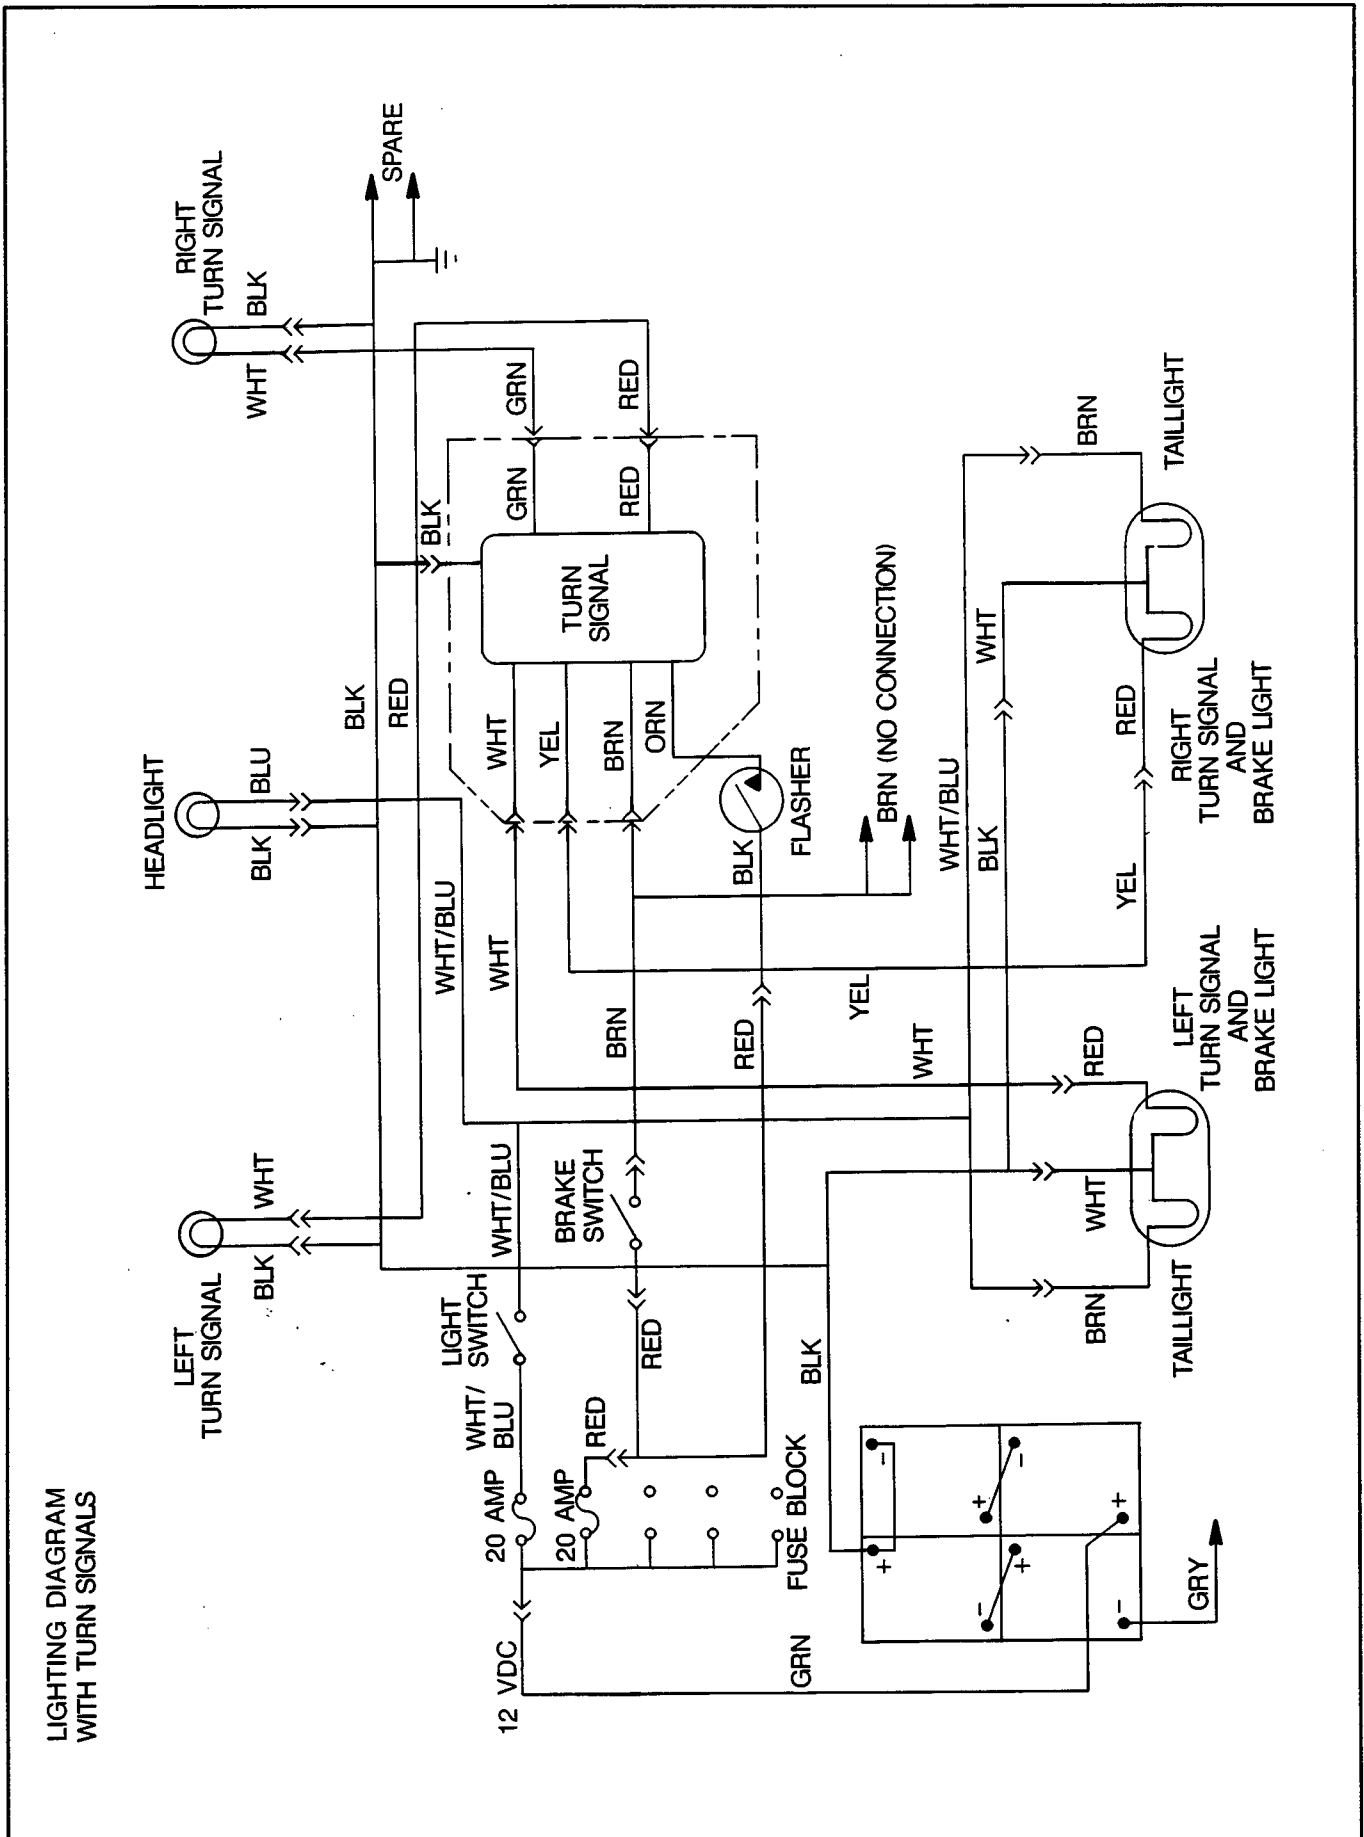 LIGHTING DIAGRAM
WITH TURN SIGNALS
LEFT
TURN SIGNAL
BLK
WHT
HEADLIGHT
BLK
BLU
RIGHT
TURN SIGNAL
WHT
BLK
SPARE
BLK
RED
BLK
GRN
GRN
RED
RED
TURN
SIGNAL
WHT
YEL
BRN
ORN
WHT/BLU
WHT
BRN
BLK
RED
FLASHER
BRN (NO CONNECTION)
WHT/BLU
BRAKE
SWITCH
LIGHT
SWITCH
WHT/
BLU
RED
RED
20 AMP
20 AMP
FUSE BLOCK
12 VDC
GRN
BLK
YEL
WHT
WHT/BLU
BLK
WHT
BRN
TAILLIGHT
RED
YEL
RIGHT
TURN SIGNAL
AND
BRAKE LIGHT
RED
LEFT
TURN SIGNAL
AND
BRAKE LIGHT
WHT
BRN
TAILLIGHT
+
-
-
+
+
-
-
+
GRY